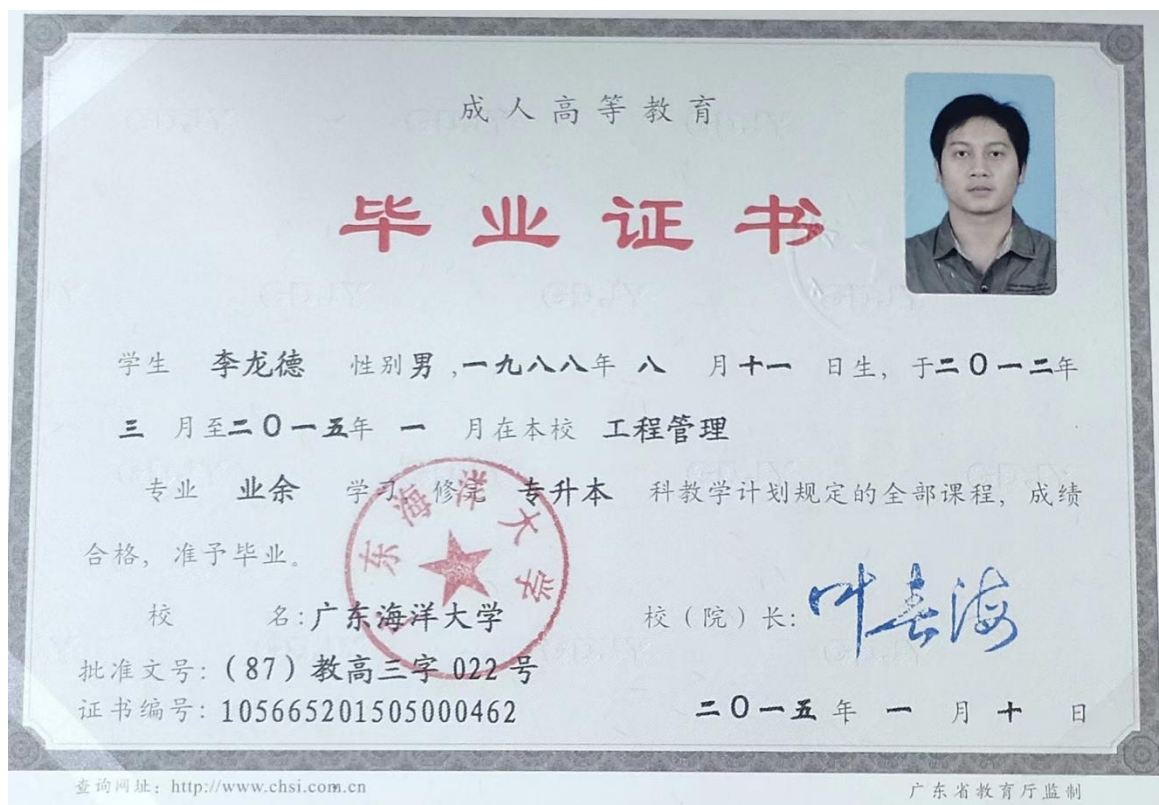 成人高等教育
毕业证书
学生 李龙德 性别男,一九八八年 八 月十一 日生,于二〇一二年
三 月至二〇一五年 一 月在本校 工程管理
专业 业余 学习 修完 专升本 科教学计划规定的全部课程,成绩
合格,准予毕业。
校 名:广东海洋大学
校(院)长:叶春海
批准文号:(87)教高三字 022 号
证书编号:105665201505000462
二〇一五年 一 月 十 日
广东海洋大学
查询网址:http://www.chsi.com.cn
广东省教育厅监制